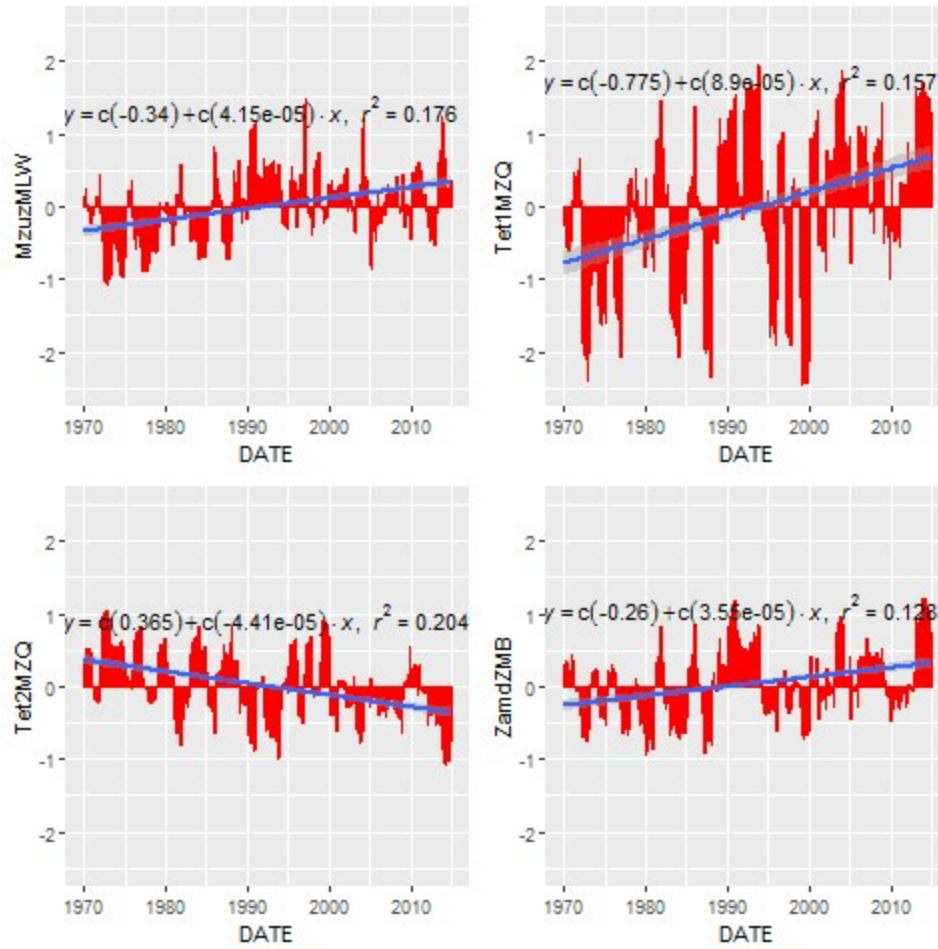 MzuzMLW
2
1
0
-1
-2
y = c(-0.34) + c(4.15e-05) · x, r² = 0.176
1970 1980 1990 2000 2010
DATE
Tet1MZQ
2
1
0
-1
-2
y = c(-0.775) + c(8.9e-05) · x, r² = 0.157
1970 1980 1990 2000 2010
DATE
Tet2MZQ
2
1
0
-1
-2
y = c(0.365) + c(-4.41e-05) · x, r² = 0.204
1970 1980 1990 2000 2010
DATE
ZamdZMB
2
1
0
-1
-2
y = c(-0.26) + c(3.55e-05) · x, r² = 0.128
1970 1980 1990 2000 2010
DATE